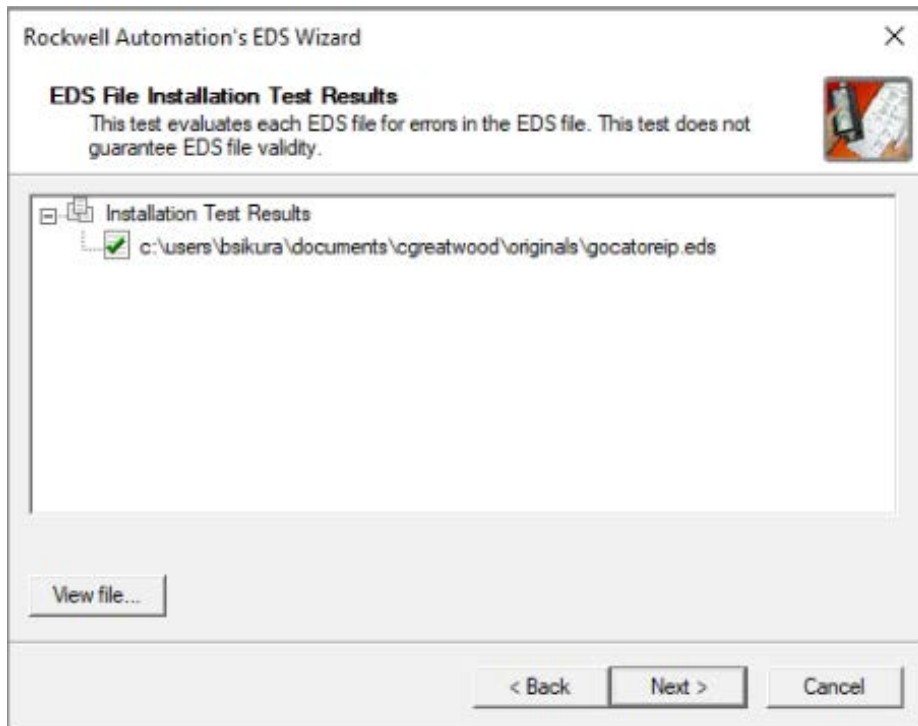 Rockwell Automation's EDS Wizard
EDS File Installation Test Results
This test evaluates each EDS file for errors in the EDS file. This test does not
guarantee EDS file validity.
Installation Test Results
c:\users\bsikura\documents\cgreatwood\originals\gocatoreip.eds
View file...
< Back
Next >
Cancel